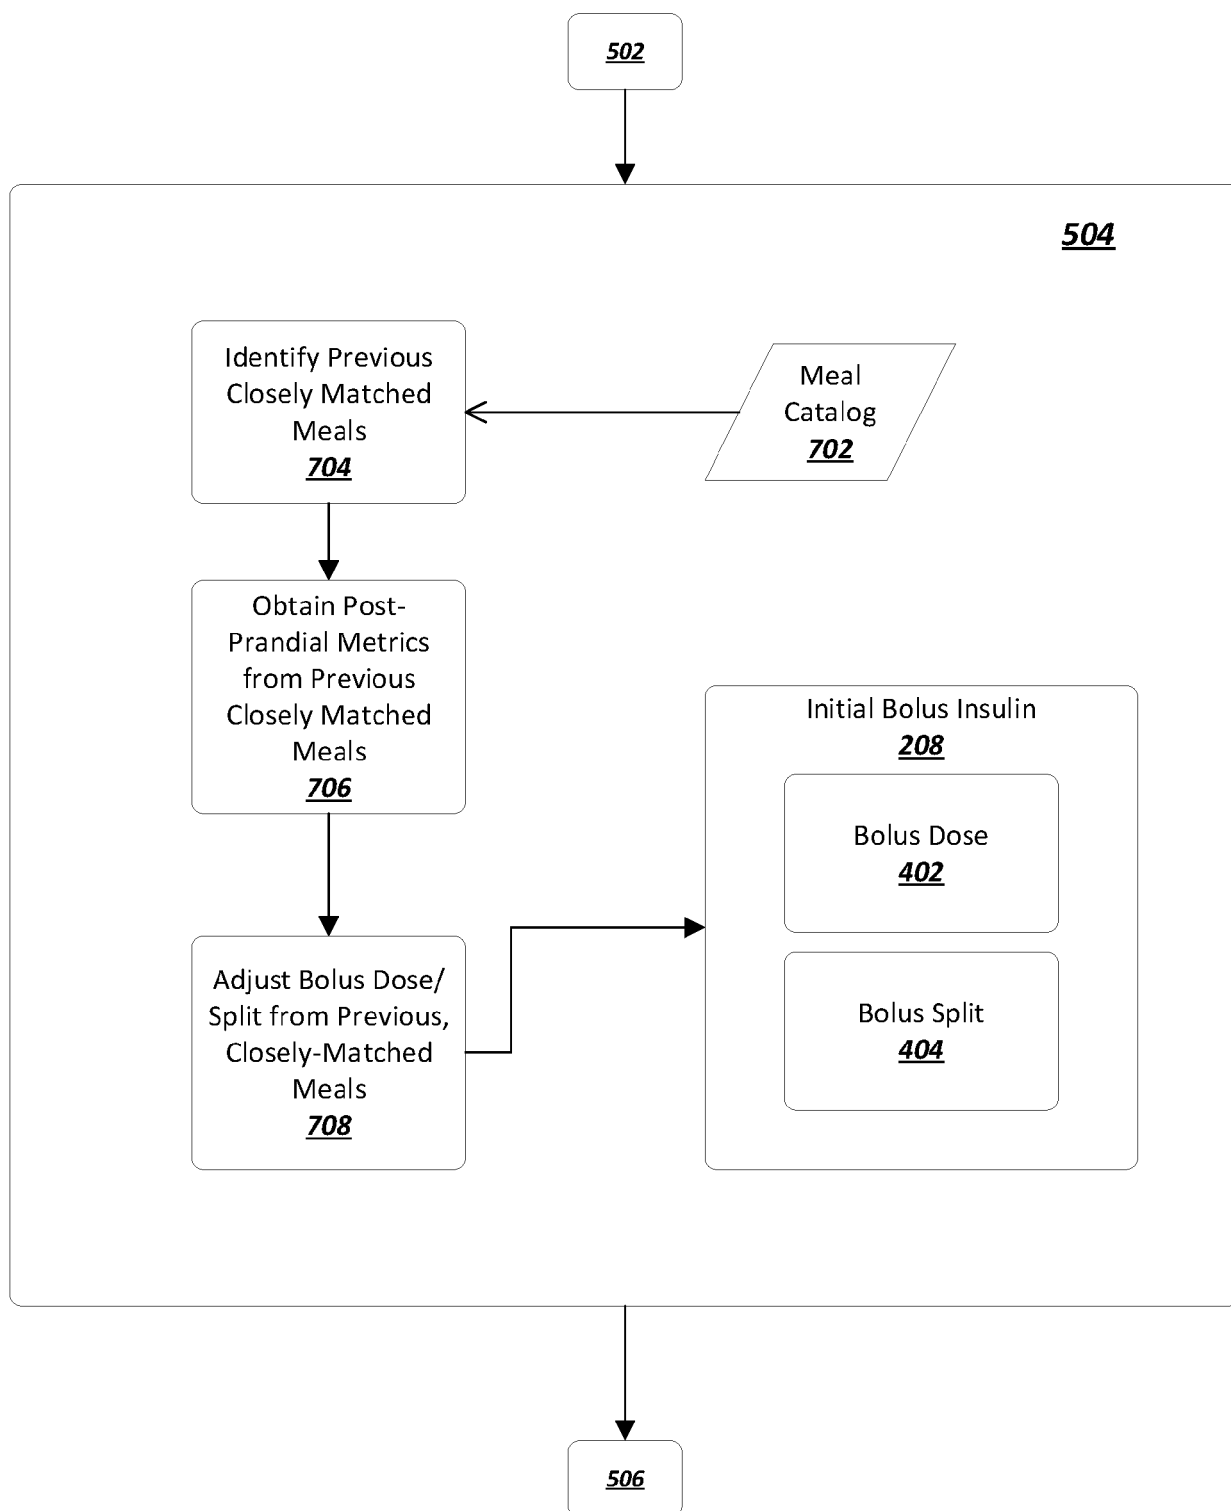 502
504
Identify Previous
Closely Matched
Meals
704
Meal
Catalog
702
Obtain Post-
Prandial Metrics
from Previous
Closely Matched
Meals
706
Initial Bolus Insulin
208
Bolus Dose
402
Bolus Split
404
Adjust Bolus Dose/
Split from Previous,
Closely-Matched
Meals
708
506